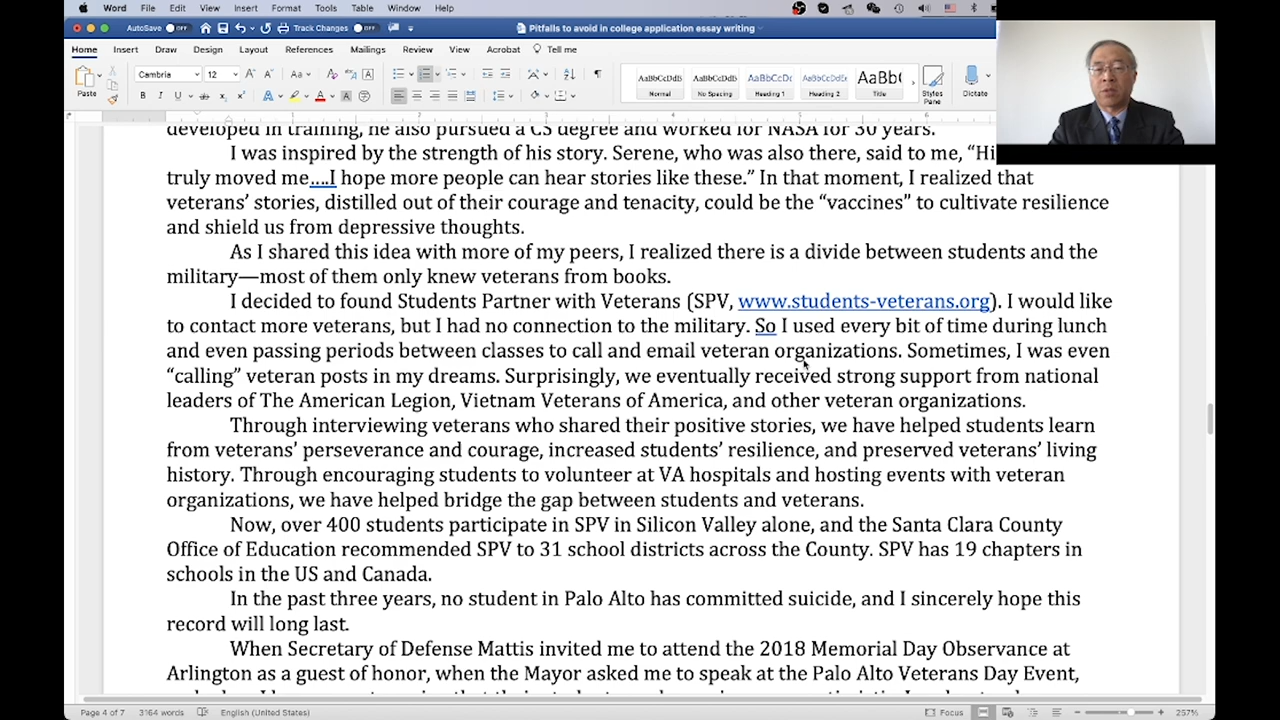 Word File Edit View Insert Format Tools Table Window Help
AutoSave OFF Track Changes OFF Pitfalls to avoid in college application essay writing
Home Insert Draw Design Layout References Mailings Review View Acrobat Tell me
Cambria 12 Aa AaBbCcDdE AaBbCcDdE AaBbCcDc AaBbCcDdEe AaBb(
Paste B I U ab x x A A Normal No Spacing Heading 1 Heading 2 Title Styles Pane Dictate
developed in training, he also pursued a CS degree and worked for NASA for 30 years.
I was inspired by the strength of his story. Serene, who was also there, said to me, “Hi
truly moved me....I hope more people can hear stories like these.” In that moment, I realized that
veterans’ stories, distilled out of their courage and tenacity, could be the “vaccines” to cultivate resilience
and shield us from depressive thoughts.
As I shared this idea with more of my peers, I realized there is a divide between students and the
military—most of them only knew veterans from books.
I decided to found Students Partner with Veterans (SPV, www.students-veterans.org). I would like
to contact more veterans, but I had no connection to the military. So I used every bit of time during lunch
and even passing periods between classes to call and email veteran organizations. Sometimes, I was even
“calling” veteran posts in my dreams. Surprisingly, we eventually received strong support from national
leaders of The American Legion, Vietnam Veterans of America, and other veteran organizations.
Through interviewing veterans who shared their positive stories, we have helped students learn
from veterans’ perseverance and courage, increased students’ resilience, and preserved veterans’ living
history. Through encouraging students to volunteer at VA hospitals and hosting events with veteran
organizations, we have helped bridge the gap between students and veterans.
Now, over 400 students participate in SPV in Silicon Valley alone, and the Santa Clara County
Office of Education recommended SPV to 31 school districts across the County. SPV has 19 chapters in
schools in the US and Canada.
In the past three years, no student in Palo Alto has committed suicide, and I sincerely hope this
record will long last.
When Secretary of Defense Mattis invited me to attend the 2018 Memorial Day Observance at
Arlington as a guest of honor, when the Mayor asked me to speak at the Palo Alto Veterans Day Event,
Page 4 of 7 3164 words English (United States) Focus 257%